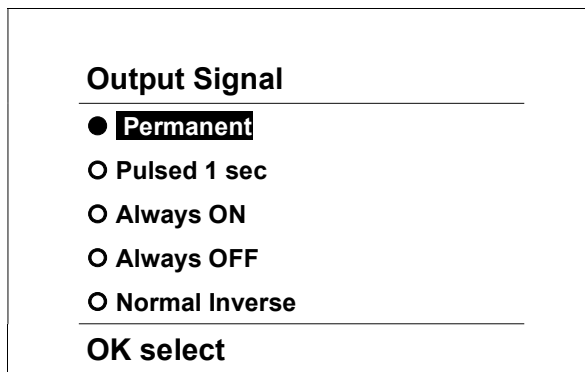 Output Signal
Permanent
Pulsed 1 sec
Always ON
Always OFF
Normal Inverse
OK select